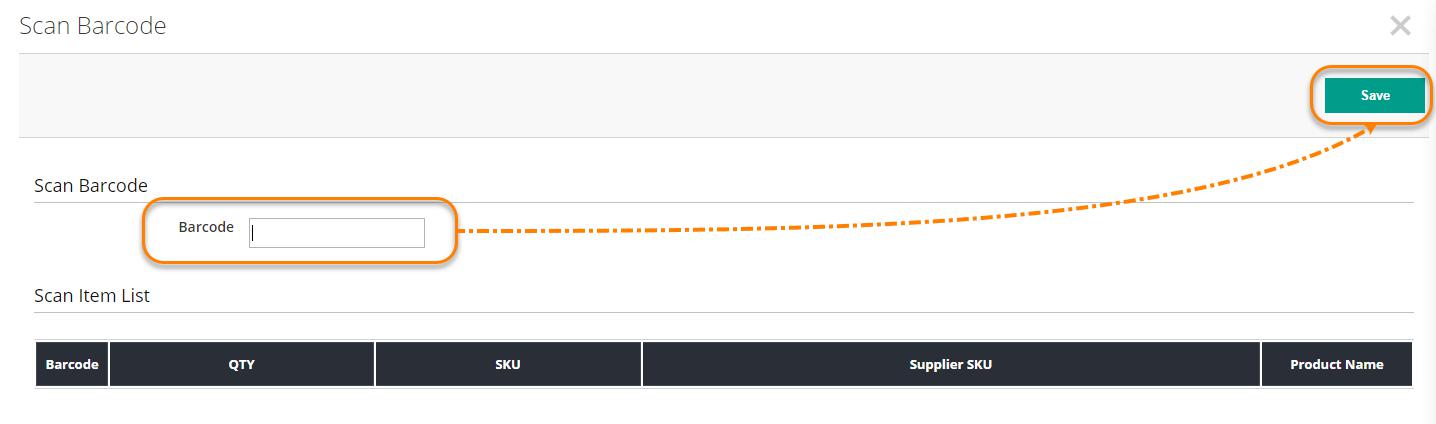 Scan Barcode
Save
Scan Barcode
Barcode
Scan Item List
Barcode QTY SKU Supplier SKU Product Name